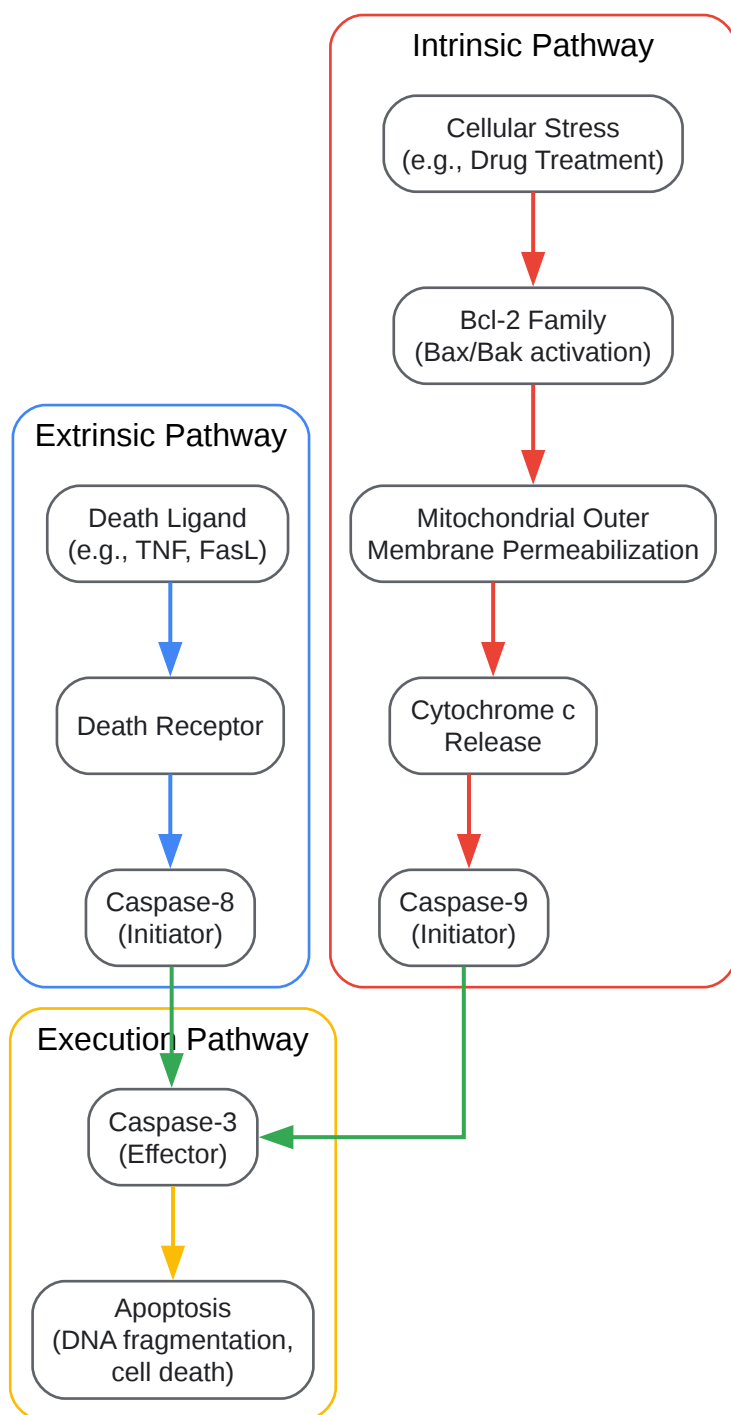 Intrinsic Pathway
Cellular Stress
(e.g., Drug Treatment)
Bcl-2 Family
(Bax/Bak activation)
Mitochondrial Outer
Membrane Permeabilization
Cytochrome c
Release
Caspase-9
(Initiator)
Extrinsic Pathway
Death Ligand
(e.g., TNF, FasL)
Death Receptor
Caspase-8
(Initiator)
Execution Pathway
Caspase-3
(Effector)
Apoptosis
(DNA fragmentation,
cell death)